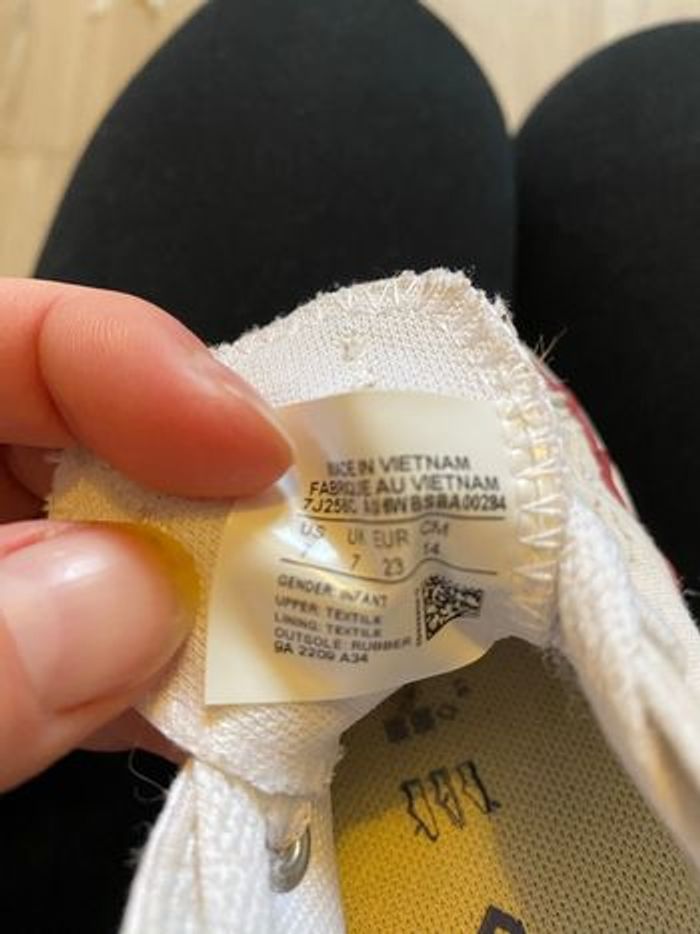 MADE IN VIETNAM
FABRIQUE AU VIETNAM
US UK EUR CM
7 7 23 14
GENDER: INFANT
UPPER: TEXTILE
LINING: TEXTILE
OUTSOLE: RUBBER
9A 2209 A34